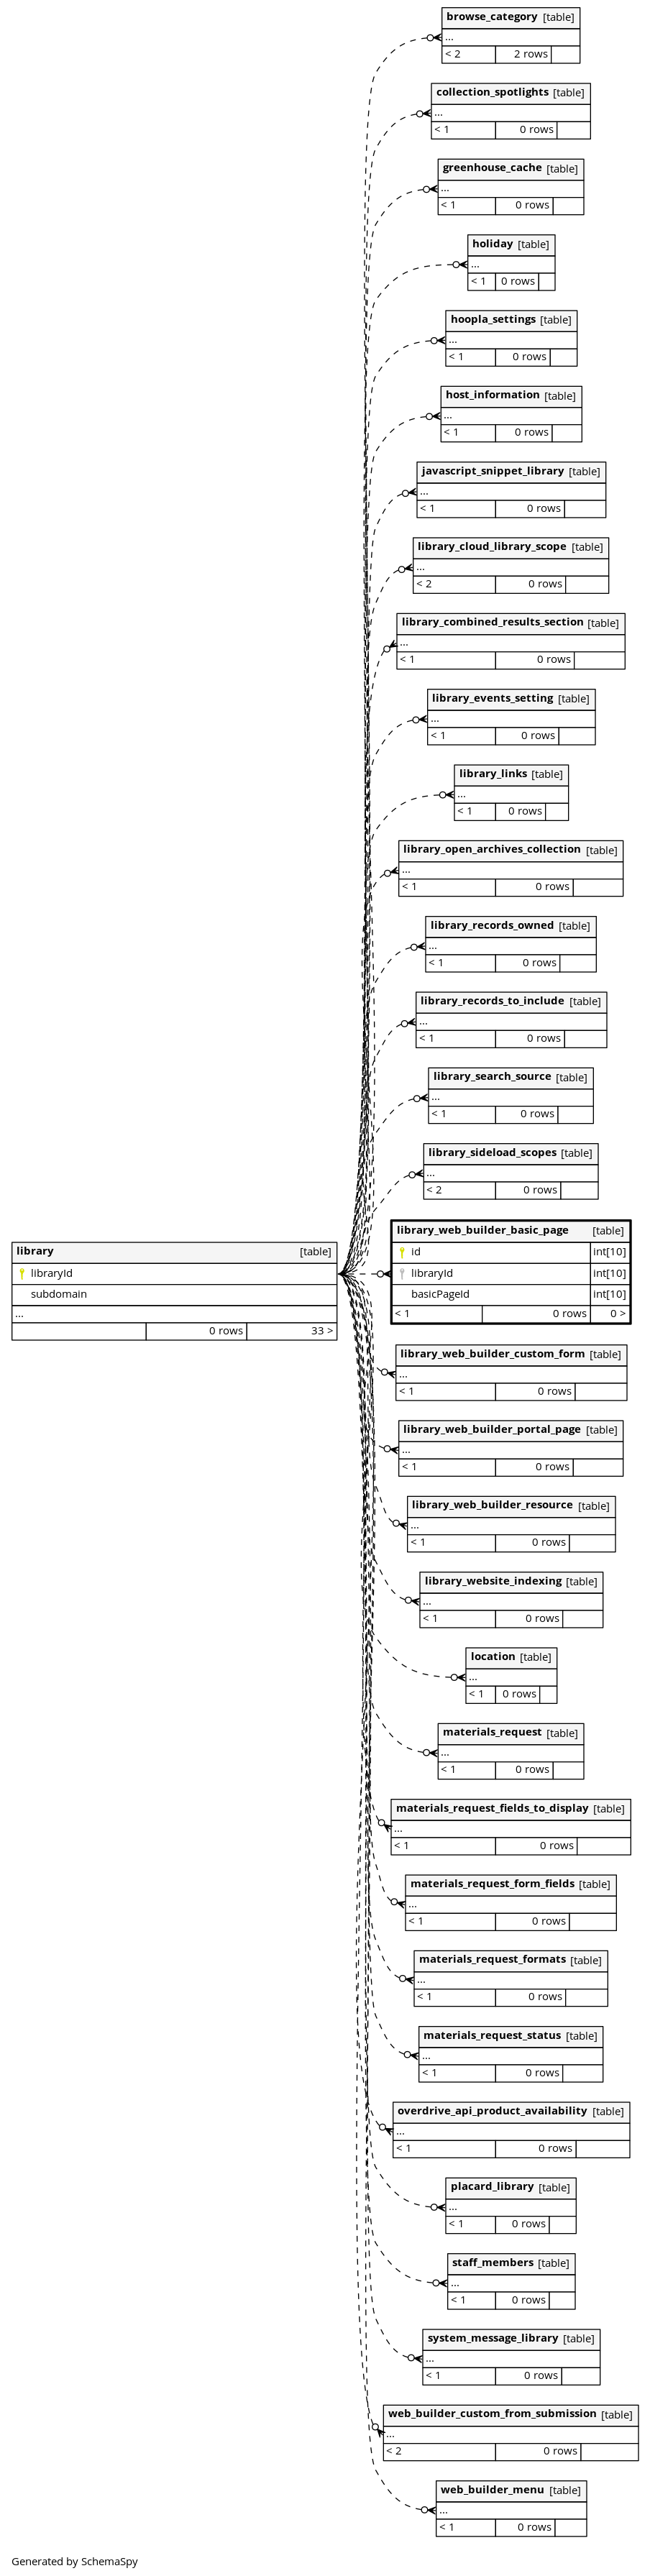 browse_category [table]
...
< 2 2 rows
collection_spotlights [table]
...
< 1 0 rows
greenhouse_cache [table]
...
< 1 0 rows
holiday [table]
...
< 1 0 rows
hoopla_settings [table]
...
< 1 0 rows
host_information [table]
...
< 1 0 rows
javascript_snippet_library [table]
...
< 1 0 rows
library_cloud_library_scope [table]
...
< 2 0 rows
library_combined_results_section [table]
...
< 1 0 rows
library_events_setting [table]
...
< 1 0 rows
library_links [table]
...
< 1 0 rows
library_open_archives_collection [table]
...
< 1 0 rows
library_records_owned [table]
...
< 1 0 rows
library_records_to_include [table]
...
< 1 0 rows
library_search_source [table]
...
< 1 0 rows
library_sideload_scopes [table]
...
< 2 0 rows
library [table]
libraryId
subdomain
...
0 rows 33 >
library_web_builder_basic_page [table]
id int[10]
libraryId int[10]
basicPageId int[10]
< 1 0 rows 0 >
library_web_builder_custom_form [table]
...
< 1 0 rows
library_web_builder_portal_page [table]
...
< 1 0 rows
library_web_builder_resource [table]
...
< 1 0 rows
library_website_indexing [table]
...
< 1 0 rows
location [table]
...
< 1 0 rows
materials_request [table]
...
< 1 0 rows
materials_request_fields_to_display [table]
...
< 1 0 rows
materials_request_form_fields [table]
...
< 1 0 rows
materials_request_formats [table]
...
< 1 0 rows
materials_request_status [table]
...
< 1 0 rows
overdrive_api_product_availability [table]
...
< 1 0 rows
placard_library [table]
...
< 1 0 rows
staff_members [table]
...
< 1 0 rows
system_message_library [table]
...
< 1 0 rows
web_builder_custom_from_submission [table]
...
< 2 0 rows
web_builder_menu [table]
...
< 1 0 rows
Generated by SchemaSpy